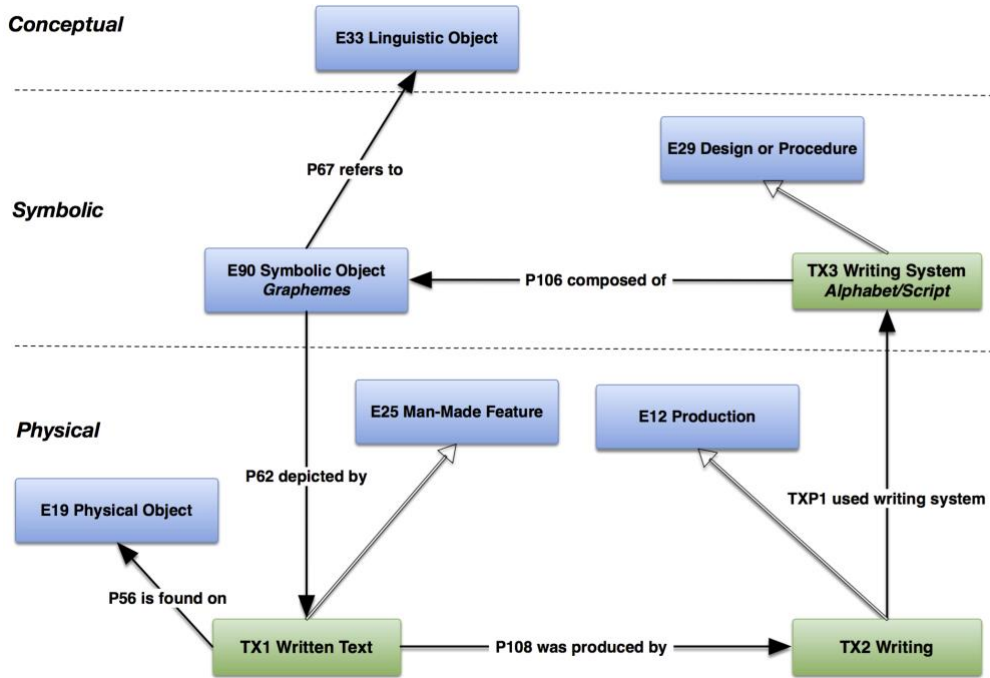 Conceptual
E33 Linguistic Object
E29 Design or Procedure
P67 refers to
Symbolic
E90 Symbolic Object
Graphemes
P106 composed of
TX3 Writing System
Alphabet/Script
E25 Man-Made Feature
E12 Production
Physical
P62 depicted by
E19 Physical Object
TXP1 used writing system
P56 is found on
TX1 Written Text
P108 was produced by
TX2 Writing